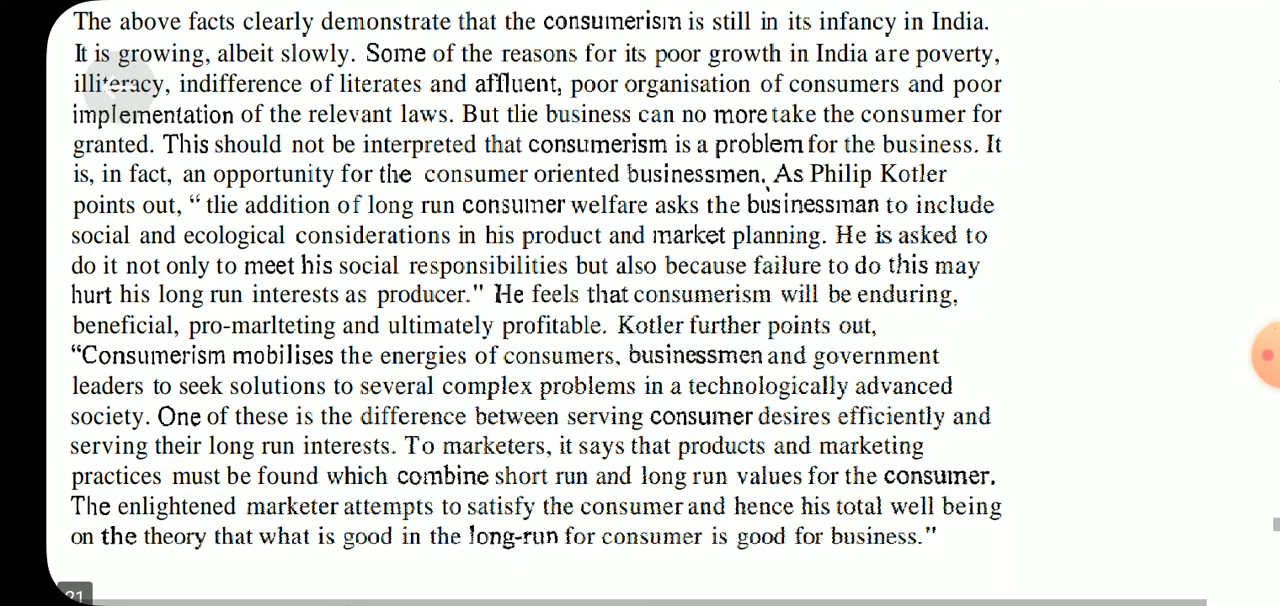 The above facts clearly demonstrate that the consumerism is still in its infancy in India.
It is growing, albeit slowly. Some of the reasons for its poor growth in India are poverty,
illiteracy, indifference of literates and affluent, poor organisation of consumers and poor
implementation of the relevant laws. But tlie business can no more take the consumer for
granted. This should not be interpreted that consumerism is a problem for the business. It
is, in fact, an opportunity for the consumer oriented businessmen. As Philip Kotler
points out, “ tlie addition of long run consumer welfare asks the businessman to include
social and ecological considerations in his product and market planning. He is asked to
do it not only to meet his social responsibilities but also because failure to do this may
hurt his long run interests as producer." He feels that consumerism will be enduring,
beneficial, pro-marlteting and ultimately profitable. Kotler further points out,
“Consumerism mobilises the energies of consumers, businessmen and government
leaders to seek solutions to several complex problems in a technologically advanced
society. One of these is the difference between serving consumer desires efficiently and
serving their long run interests. To marketers, it says that products and marketing
practices must be found which combine short run and long run values for the consumer.
The enlightened marketer attempts to satisfy the consumer and hence his total well being
on the theory that what is good in the long-run for consumer is good for business."
21